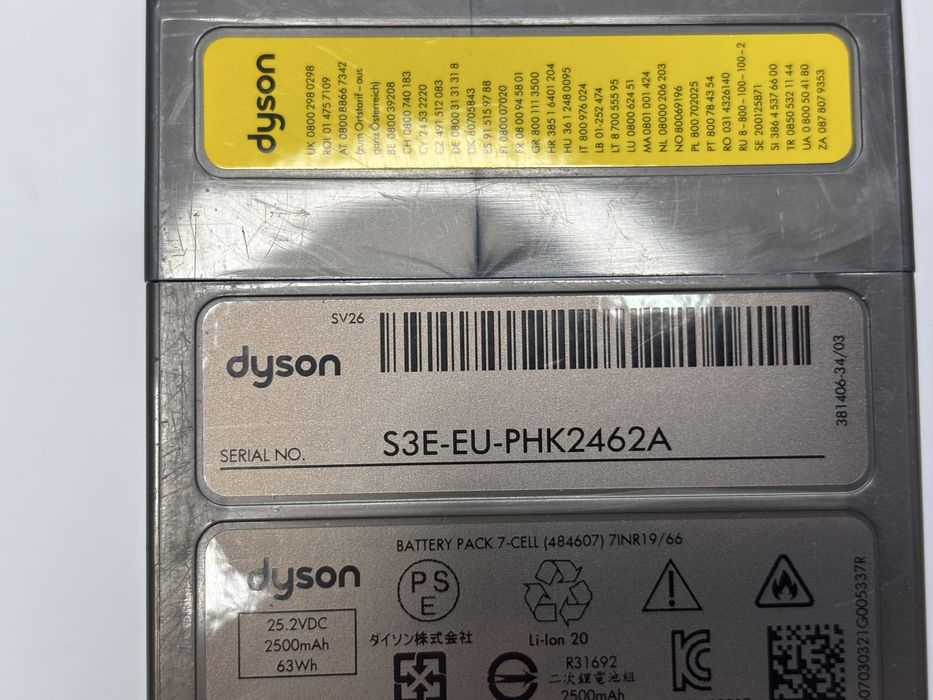 dyson
UK 0800 298 0298
ROI 01 475 7109
AT 0800 8866 7342
(zum Ortstarif – aus
ganz Österreich)
BE 0800 39208
CH 0800 740 183
CY 24 53 2220
CZ 491 512 083
DE 0800 31 31 31 8
DK 80705843
ES 91 515 97 88
FI 0800 07020
FR 08 00 94 58 01
GR 800 111 3500
HR 385 1 6401 204
HU 36 1 248 0095
IT 800 976 024
LB 01-252 474
LT 8 700 555 95
LU 0800 624 51
MA 0801 001 424
NL 08000 206 203
NO 80069196
PL 800 702025
PT 800 78 43 54
RO 031 4326140
RU 8-800-100-100-2
SE 200125871
SI 386 4 537 66 00
TR 0850 532 11 44
UA 0 800 50 41 80
ZA 087 807 9353
SV26
dyson
SERIAL NO.
S3E-EU-PHK2462A
381406-34/03
BATTERY PACK 7-CELL (484607) 7INR19/66
dyson
25.2VDC
2500mAh
63Wh
PS
E
ダイソン株式会社
Li-Ion 20
R31692
二次鋰電池組
2500mAh
7030321G005337R